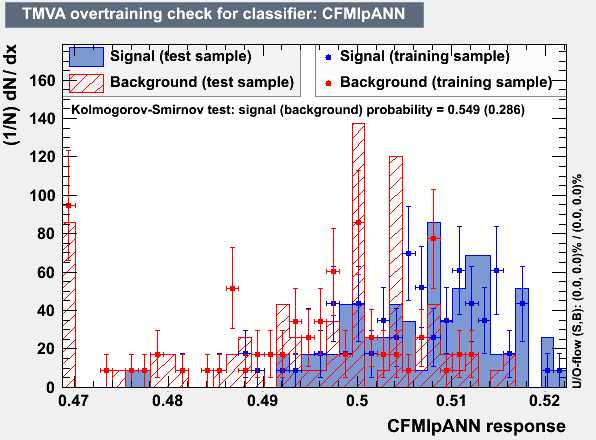 TMVA overtraining check for classifier: CFMlpANN
Signal (test sample)
Background (test sample)
Signal (training sample)
Background (training sample)
Kolmogorov-Smirnov test: signal (background) probability = 0.549 (0.286)
(1/N) dN / dx
160
140
120
100
80
60
40
20
0
0.47 0.48 0.49 0.5 0.51 0.52
CFMlpANN response
U/O-flow (S,B): (0.0, 0.0)% / (0.0, 0.0)%